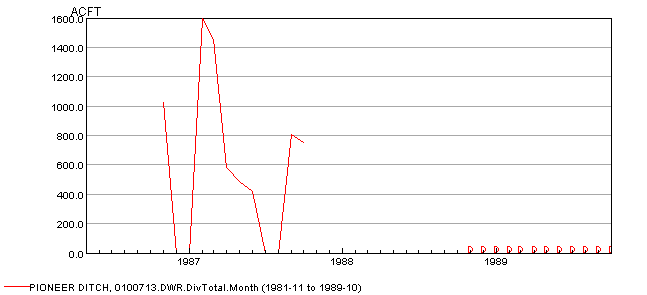 ACFT
1600.0
1400.0
1200.0
1000.0
800.0
600.0
400.0
200.0
0.0
D D D D D D D D D D D D
1987 1988 1989
PIONEER DITCH, 0100713.DWR.DivTotal.Month (1981-11 to 1989-10)